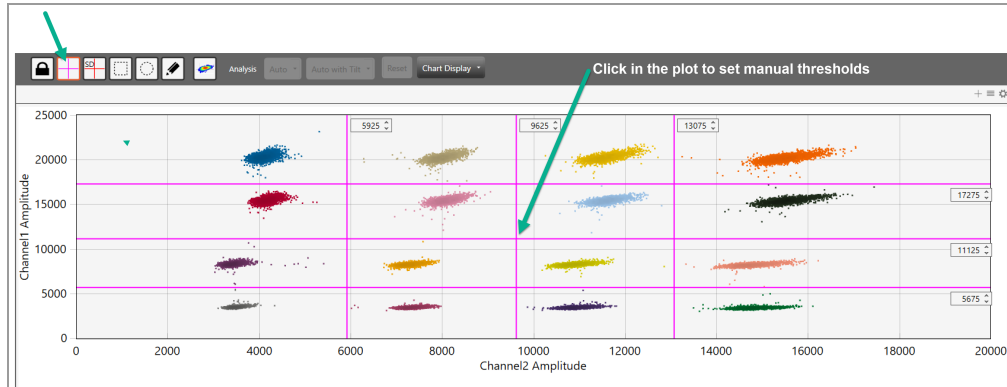 SD
Analysis Auto Auto with Tilt Reset Chart Display
Click in the plot to set manual thresholds
25000
5925 9625 13075
20000
17275
15000
11125
10000
5675
5000
0
Channel1 Amplitude
0 2000 4000 6000 8000 10000 12000 14000 16000 18000 20000
Channel2 Amplitude